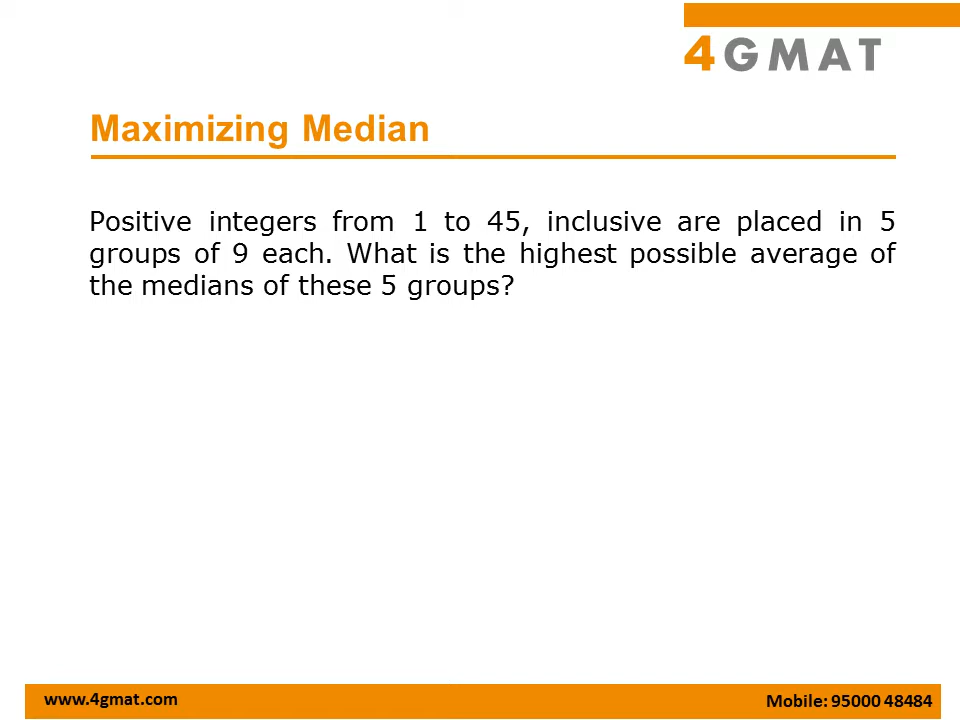 4GMAT
Maximizing Median
Positive integers from 1 to 45, inclusive are placed in 5
groups of 9 each. What is the highest possible average of
the medians of these 5 groups?
www.4gmat.com
Mobile: 95000 48484